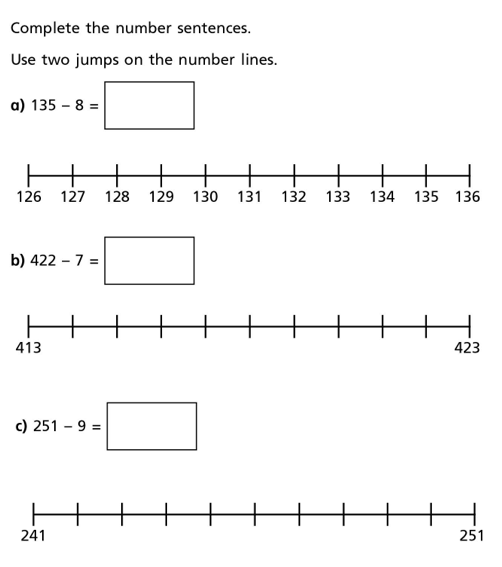 Complete the number sentences.
Use two jumps on the number lines.
a) 135 – 8 =
126 127 128 129 130 131 132 133 134 135 136
b) 422 – 7 =
413 423
c) 251 – 9 =
241 251